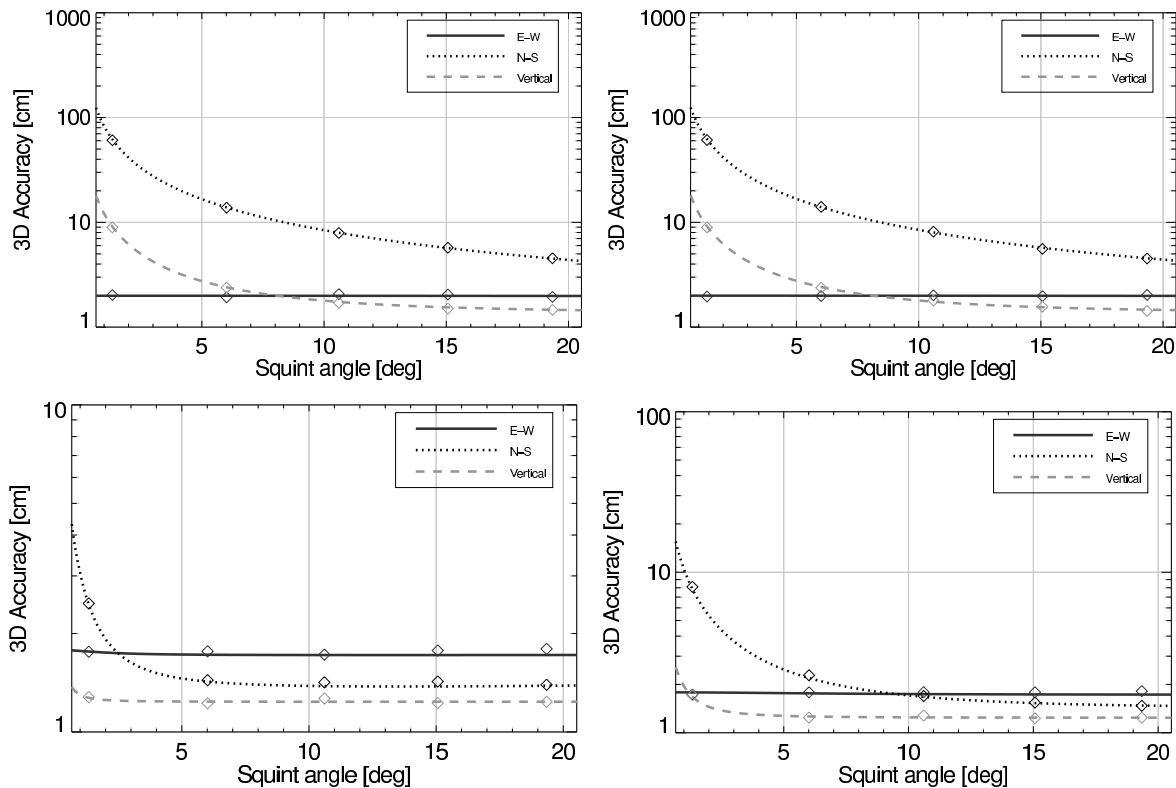 1000
100
10
1
3D Accuracy [cm]
E–W
N–S
Vertical
5 10 15 20
Squint angle [deg]
1000
100
10
1
3D Accuracy [cm]
E–W
N–S
Vertical
5 10 15 20
Squint angle [deg]
10
1
3D Accuracy [cm]
E–W
N–S
Vertical
5 10 15 20
Squint angle [deg]
100
10
1
3D Accuracy [cm]
E–W
N–S
Vertical
5 10 15 20
Squint angle [deg]